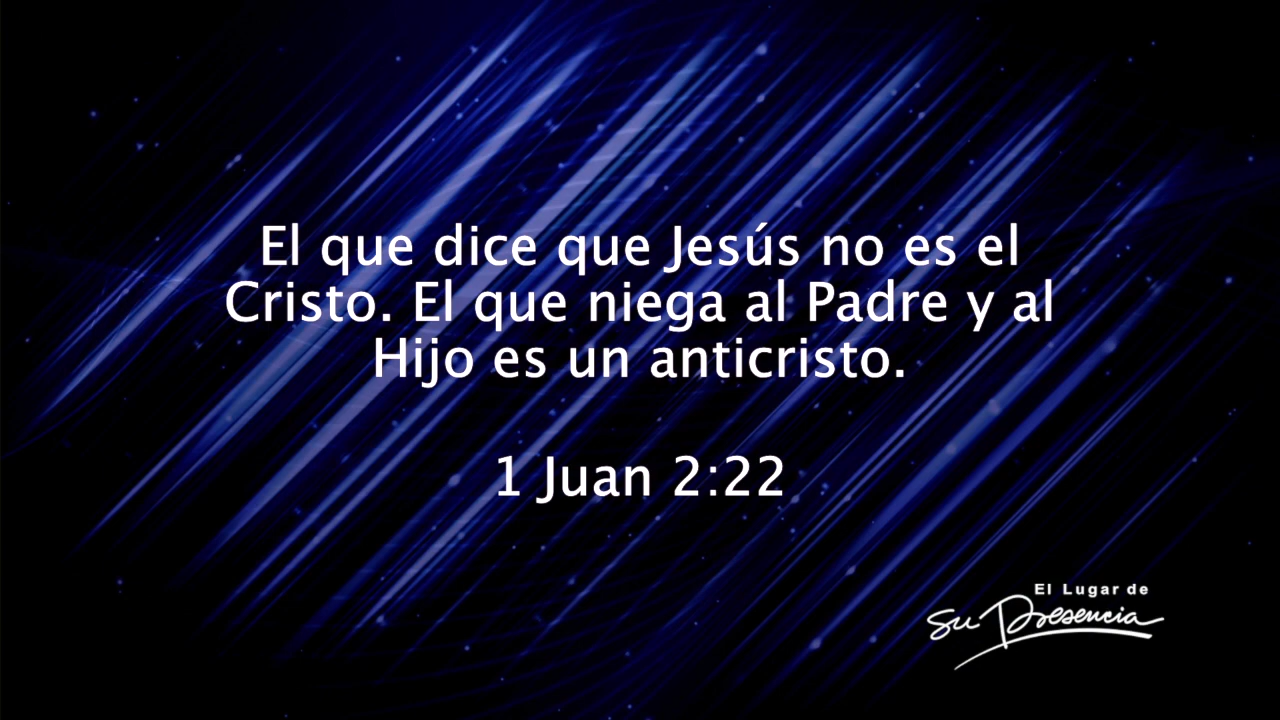 El que dice que Jesús no es el
Cristo. El que niega al Padre y al
Hijo es un anticristo.
1 Juan 2:22
El Lugar de
Su Presencia